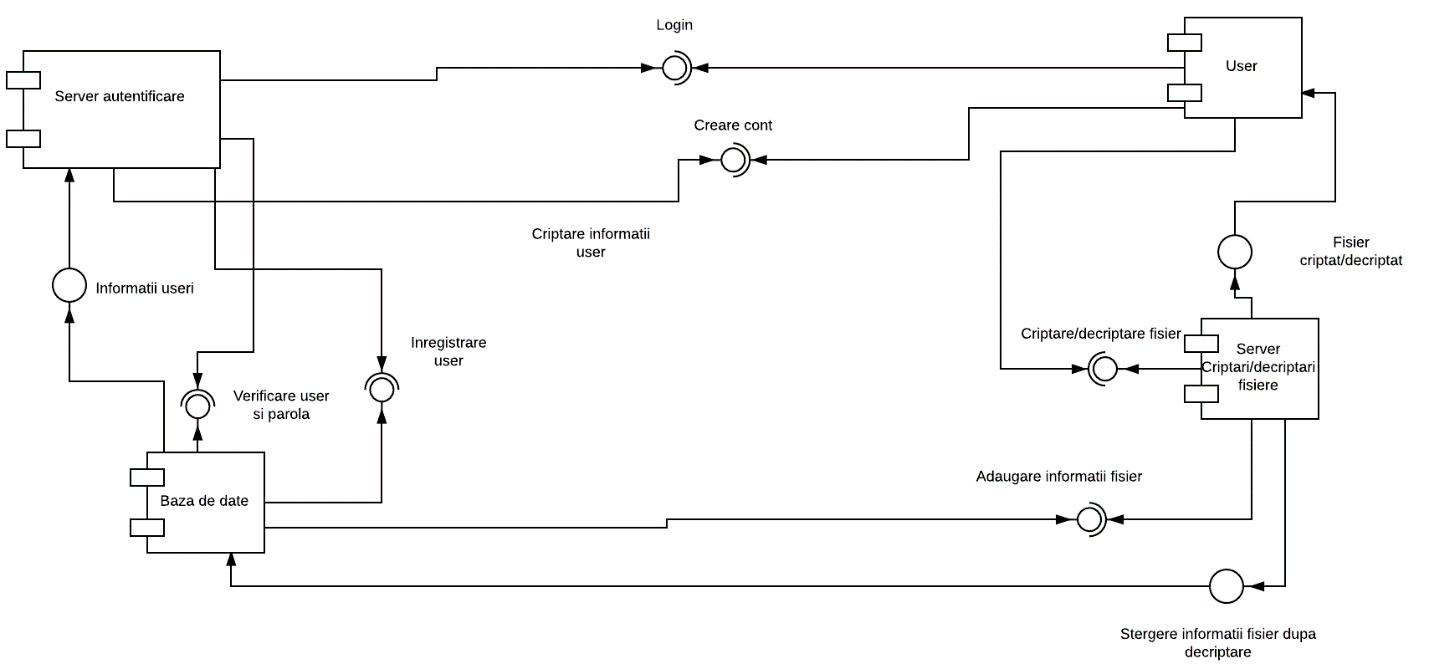 Login
User
Server autentificare
Creare cont
Criptare informatii
user
Fisier
criptat/decriptat
Informatii useri
Criptare/decriptare fisier
Inregistrare
user
Server
Criptari/decriptari
fisiere
Verificare user
si parola
Adaugare informatii fisier
Baza de date
Stergere informatii fisier dupa
decriptare